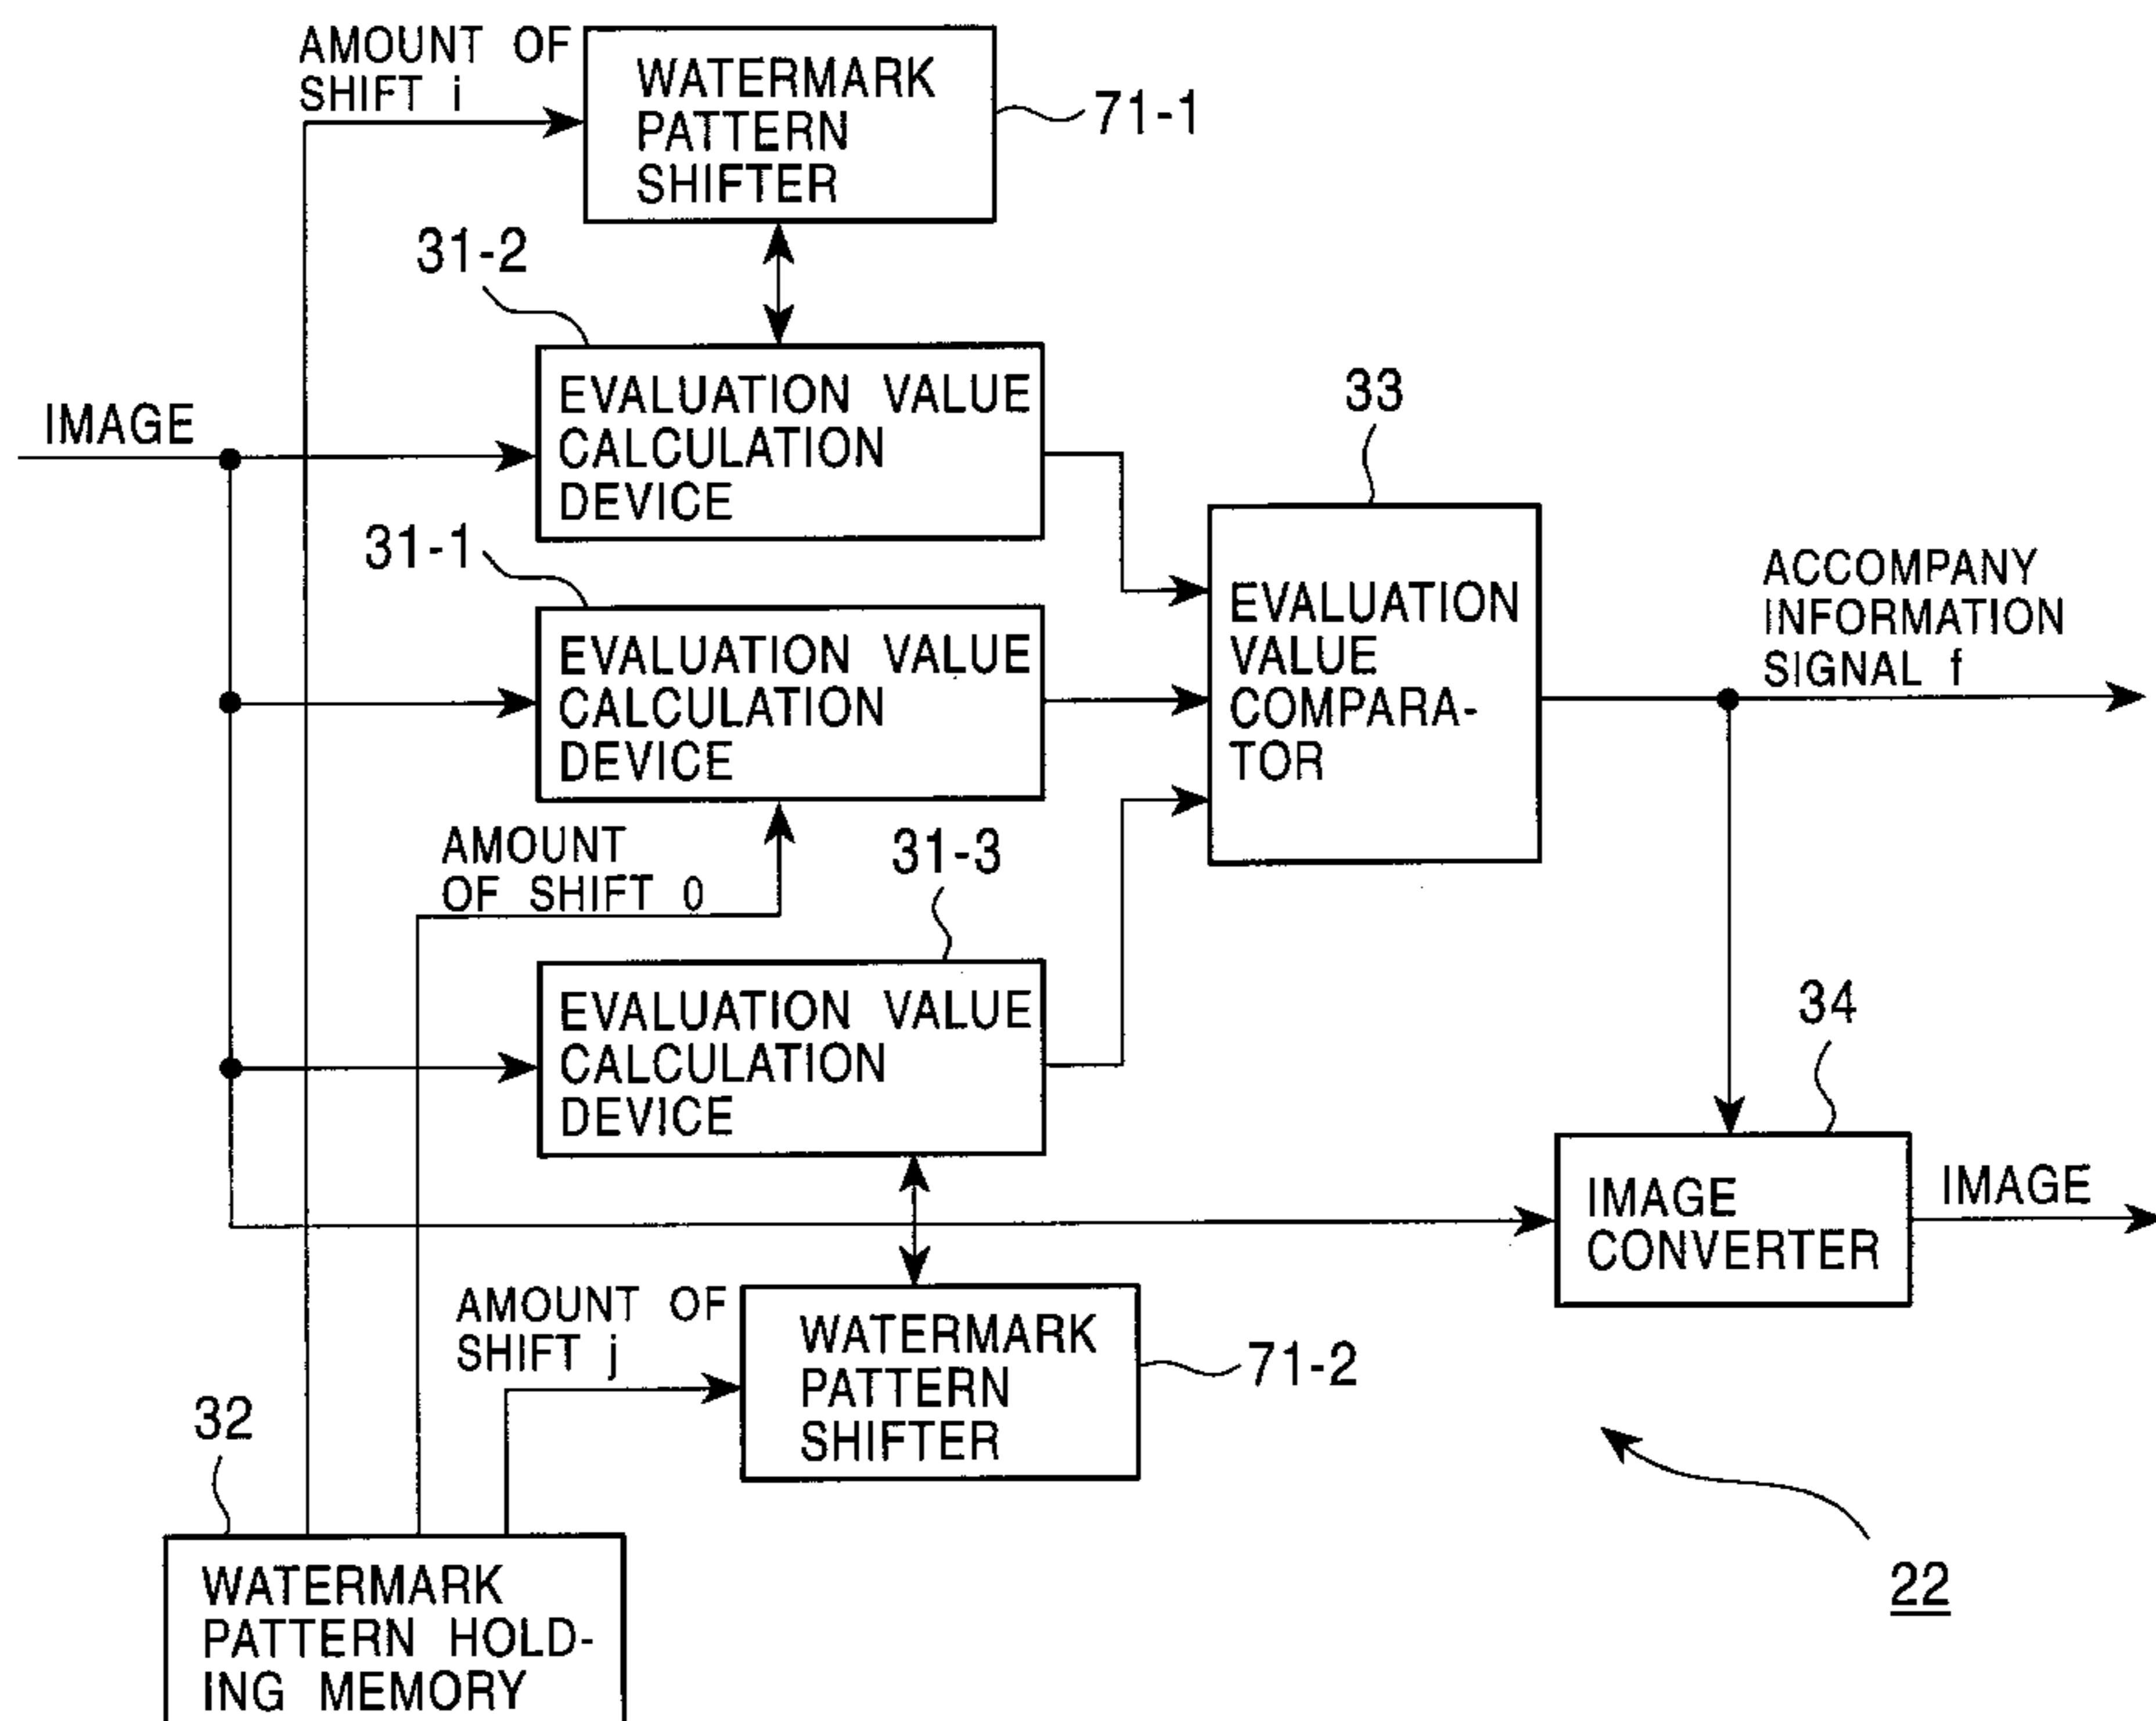 AMOUNT OF
SHIFT i
WATERMARK
PATTERN
SHIFTER
71-1
31-2
IMAGE
EVALUATION VALUE
CALCULATION
DEVICE
33
31-1
EVALUATION VALUE
CALCULATION
DEVICE
EVALUATION
VALUE
COMPARA-
TOR
ACCOMPANY
INFORMATION
SIGNAL f
AMOUNT
OF SHIFT 0
31-3
EVALUATION VALUE
CALCULATION
DEVICE
34
IMAGE
CONVERTER
IMAGE
AMOUNT OF
SHIFT j
WATERMARK
PATTERN
SHIFTER
71-2
32
WATERMARK
PATTERN HOLD-
ING MEMORY
22